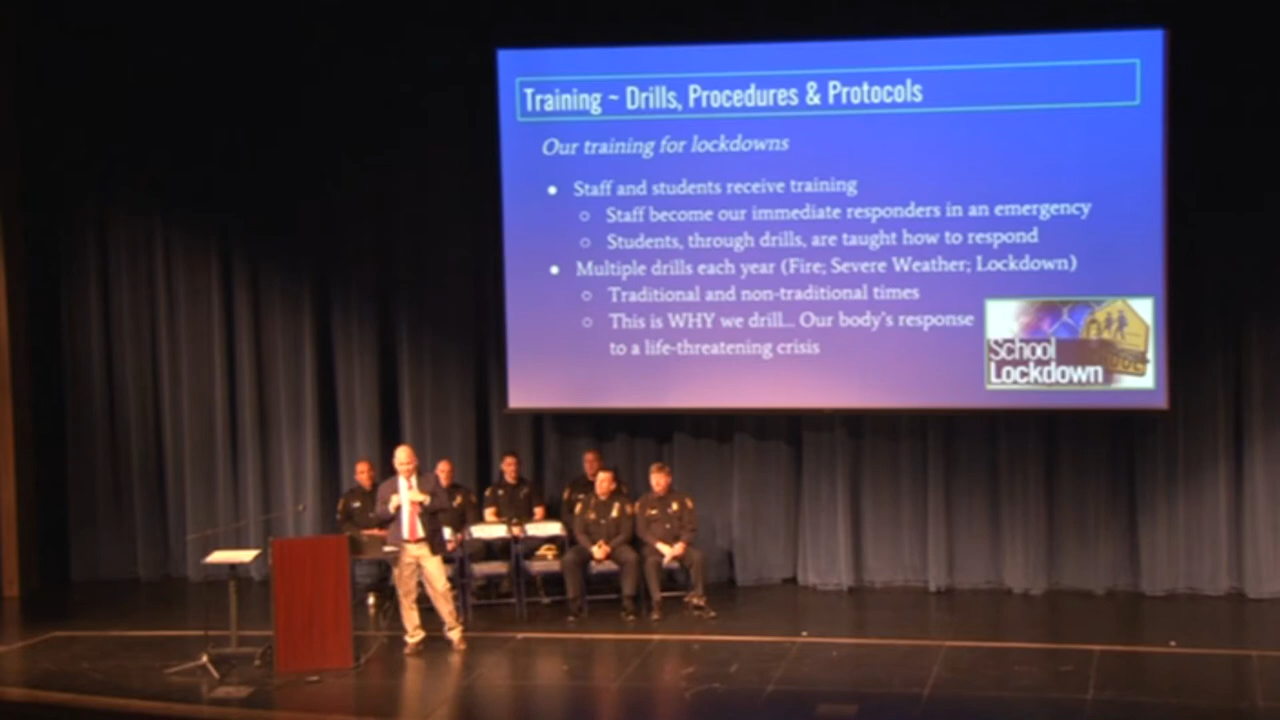 Training ~ Drills, Procedures & Protocols
Our training for lockdowns
● Staff and students receive training
○ Staff become our immediate responders in an emergency
○ Students, through drills, are taught how to respond
● Multiple drills each year (Fire; Severe Weather; Lockdown)
○ Traditional and non-traditional times
○ This is WHY we drill... Our body's response
to a life-threatening crisis
School
Lockdown